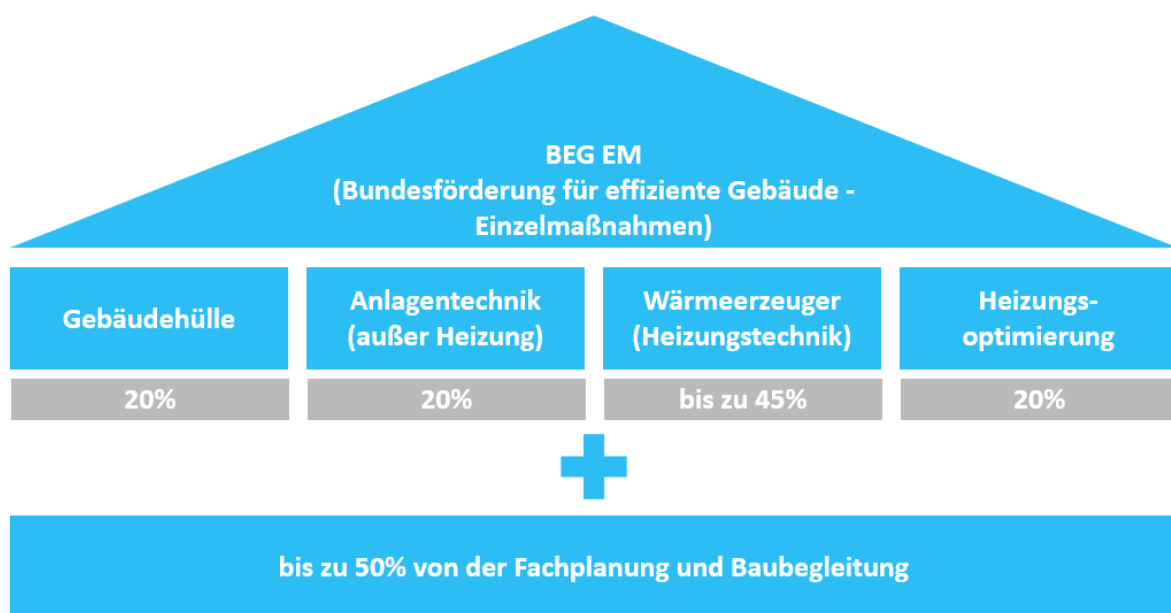 BEG EM
(Bundesförderung für effiziente Gebäude -
Einzelmaßnahmen)
Gebäudehülle
Anlagentechnik
(außer Heizung)
Wärmeerzeuger
(Heizungstechnik)
Heizungs-
optimierung
20%
20%
bis zu 45%
20%
bis zu 50% von der Fachplanung und Baubegleitung